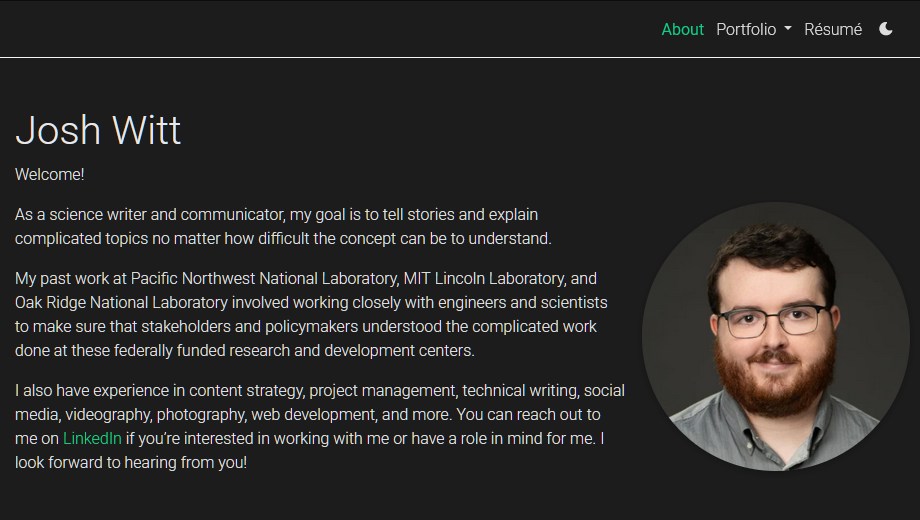 About Portfolio Résumé
Josh Witt
Welcome!
As a science writer and communicator, my goal is to tell stories and explain
complicated topics no matter how difficult the concept can be to understand.
My past work at Pacific Northwest National Laboratory, MIT Lincoln Laboratory, and
Oak Ridge National Laboratory involved working closely with engineers and scientists
to make sure that stakeholders and policymakers understood the complicated work
done at these federally funded research and development centers.
I also have experience in content strategy, project management, technical writing, social
media, videography, photography, web development, and more. You can reach out to
me on LinkedIn if you’re interested in working with me or have a role in mind for me. I
look forward to hearing from you!